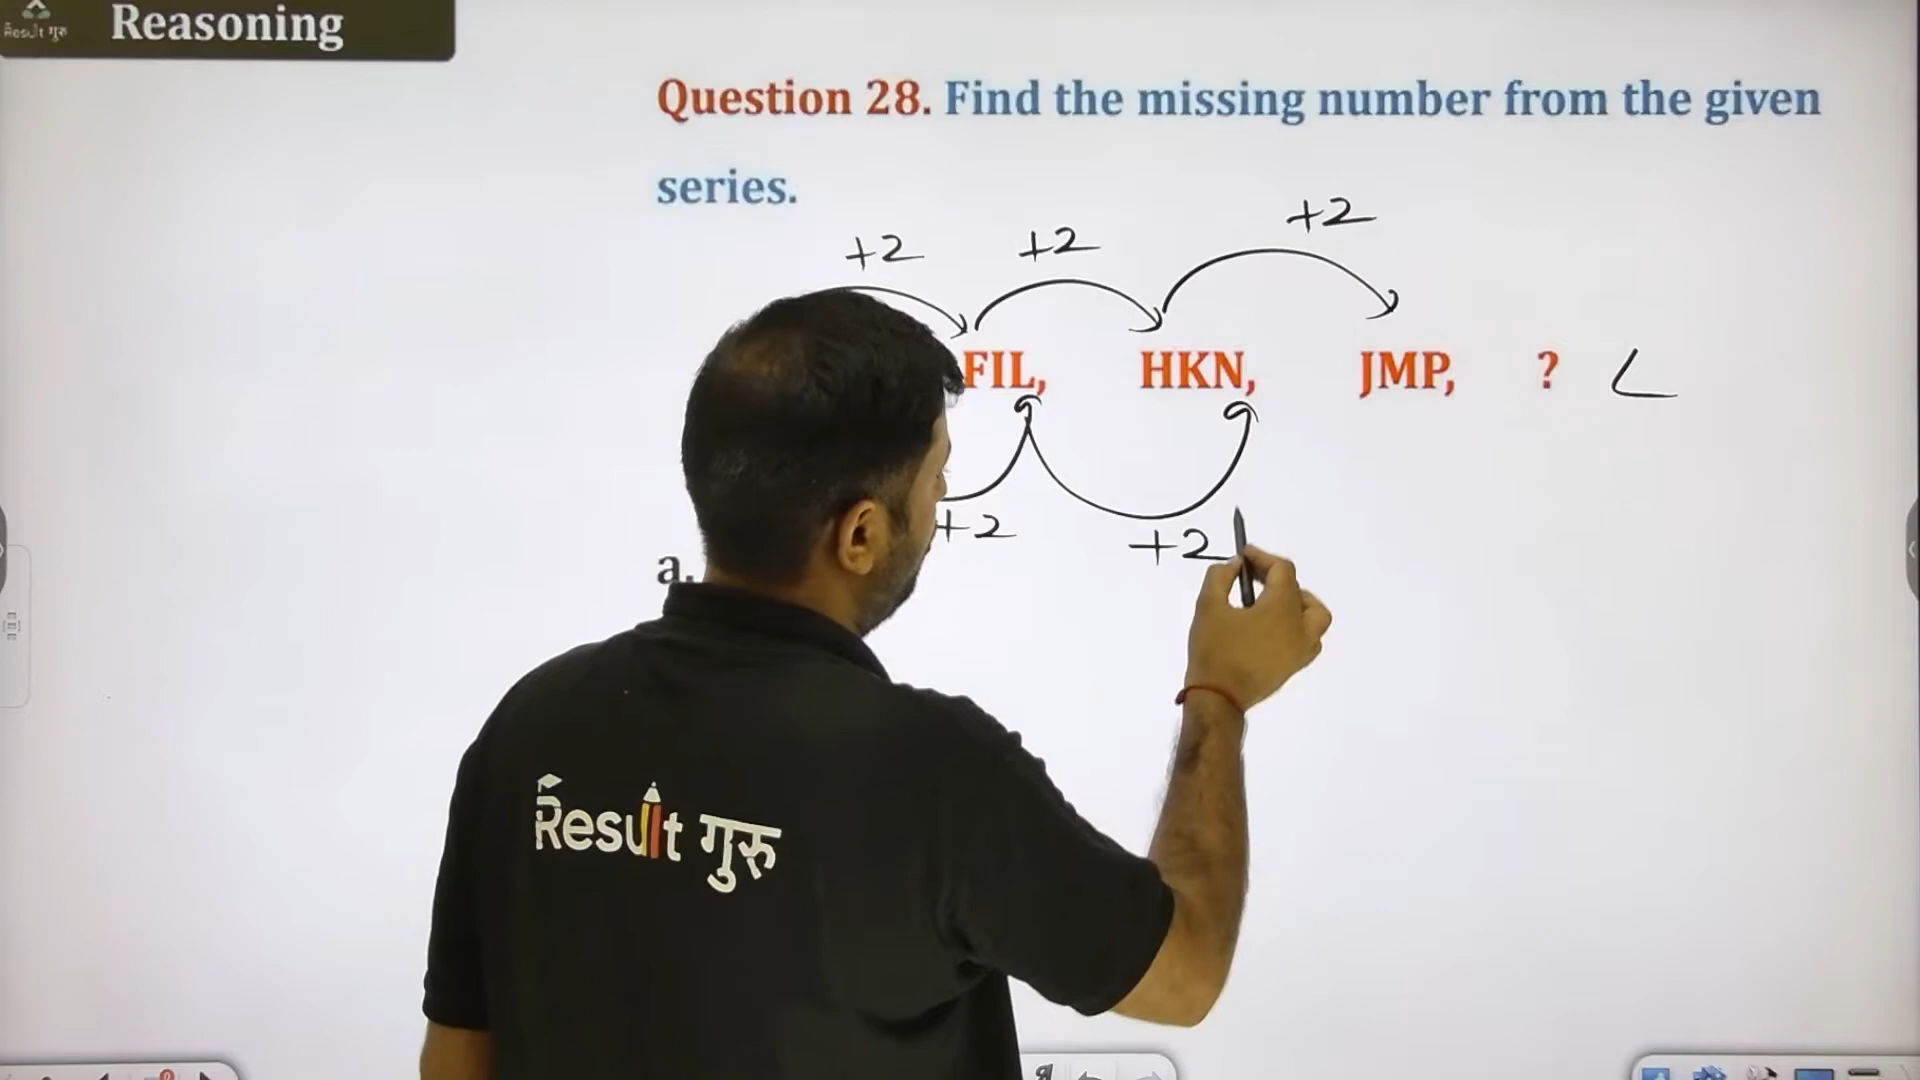 Result गुरु
Reasoning
Question 28. Find the missing number from the given
series.
+2 +2 +2
FIL, HKN, JMP, ? L
+2 +2
a.
Result गुरु